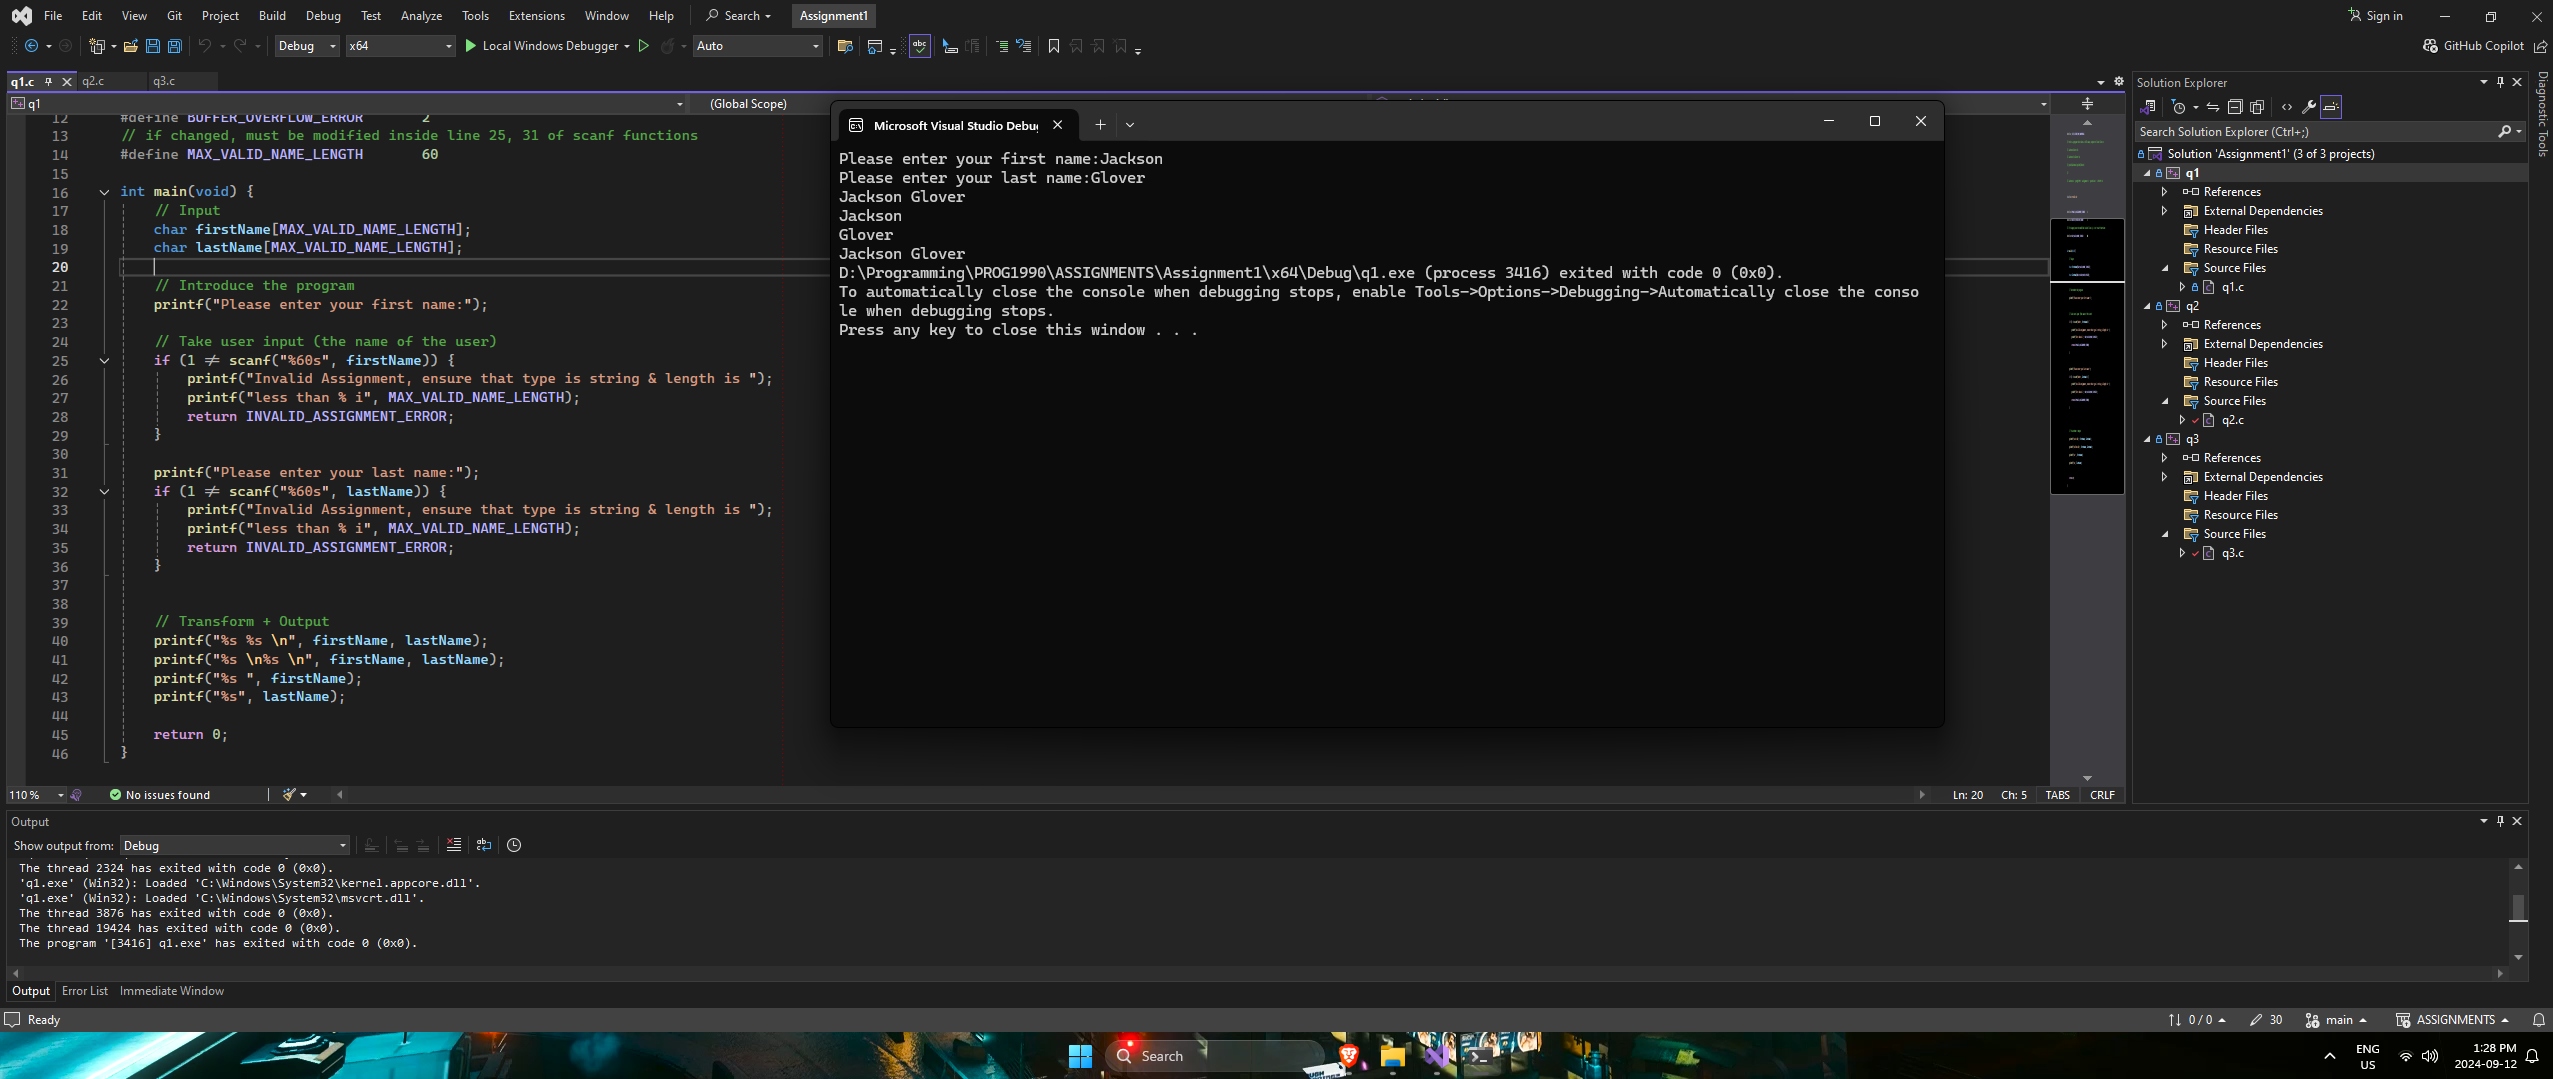 File Edit View Git Project Build Debug Test Analyze Tools Extensions Window Help Search Assignment1 Sign in
Debug x64 Local Windows Debugger Auto GitHub Copilot
q1.c q2.c q3.c
q1 (Global Scope)
12 #define BUFFER_OVERFLOW_ERROR 2
13 // if changed, must be modified inside line 25, 31 of scanf functions
14 #define MAX_VALID_NAME_LENGTH 60
15
16 int main(void) {
17 // Input
18 char firstName[MAX_VALID_NAME_LENGTH];
19 char lastName[MAX_VALID_NAME_LENGTH];
20
21 // Introduce the program
22 printf("Please enter your first name:");
23
24 // Take user input (the name of the user)
25 if (1 ≠ scanf("%60s", firstName)) {
26 printf("Invalid Assignment, ensure that type is string & length is ");
27 printf("less than % i", MAX_VALID_NAME_LENGTH);
28 return INVALID_ASSIGNMENT_ERROR;
29 }
30
31 printf("Please enter your last name:");
32 if (1 ≠ scanf("%60s", lastName)) {
33 printf("Invalid Assignment, ensure that type is string & length is ");
34 printf("less than % i", MAX_VALID_NAME_LENGTH);
35 return INVALID_ASSIGNMENT_ERROR;
36 }
37
38
39 // Transform + Output
40 printf("%s %s \n", firstName, lastName);
41 printf("%s \n%s \n", firstName, lastName);
42 printf("%s ", firstName);
43 printf("%s", lastName);
44
45 return 0;
46 }
110 % No issues found Ln: 20 Ch: 5 TABS CRLF
Microsoft Visual Studio Debu
Please enter your first name:Jackson
Please enter your last name:Glover
Jackson Glover
Jackson
Glover
Jackson Glover
D:\Programming\PROG1990\ASSIGNMENTS\Assignment1\x64\Debug\q1.exe (process 3416) exited with code 0 (0x0).
To automatically close the console when debugging stops, enable Tools->Options->Debugging->Automatically close the conso
le when debugging stops.
Press any key to close this window . . .
Solution Explorer
Search Solution Explorer (Ctrl+;)
Solution 'Assignment1' (3 of 3 projects)
q1
References
External Dependencies
Header Files
Resource Files
Source Files
q1.c
q2
References
External Dependencies
Header Files
Resource Files
Source Files
q2.c
q3
References
External Dependencies
Header Files
Resource Files
Source Files
q3.c
Diagnostic Tools
Output
Show output from: Debug
The thread 2324 has exited with code 0 (0x0).
'q1.exe' (Win32): Loaded 'C:\Windows\System32\kernel.appcore.dll'.
'q1.exe' (Win32): Loaded 'C:\Windows\System32\msvcrt.dll'.
The thread 3876 has exited with code 0 (0x0).
The thread 19424 has exited with code 0 (0x0).
The program '[3416] q1.exe' has exited with code 0 (0x0).
Output Error List Immediate Window
Ready 0 / 0 30 main ASSIGNMENTS
Search
ENG
US
1:28 PM
2024-09-12